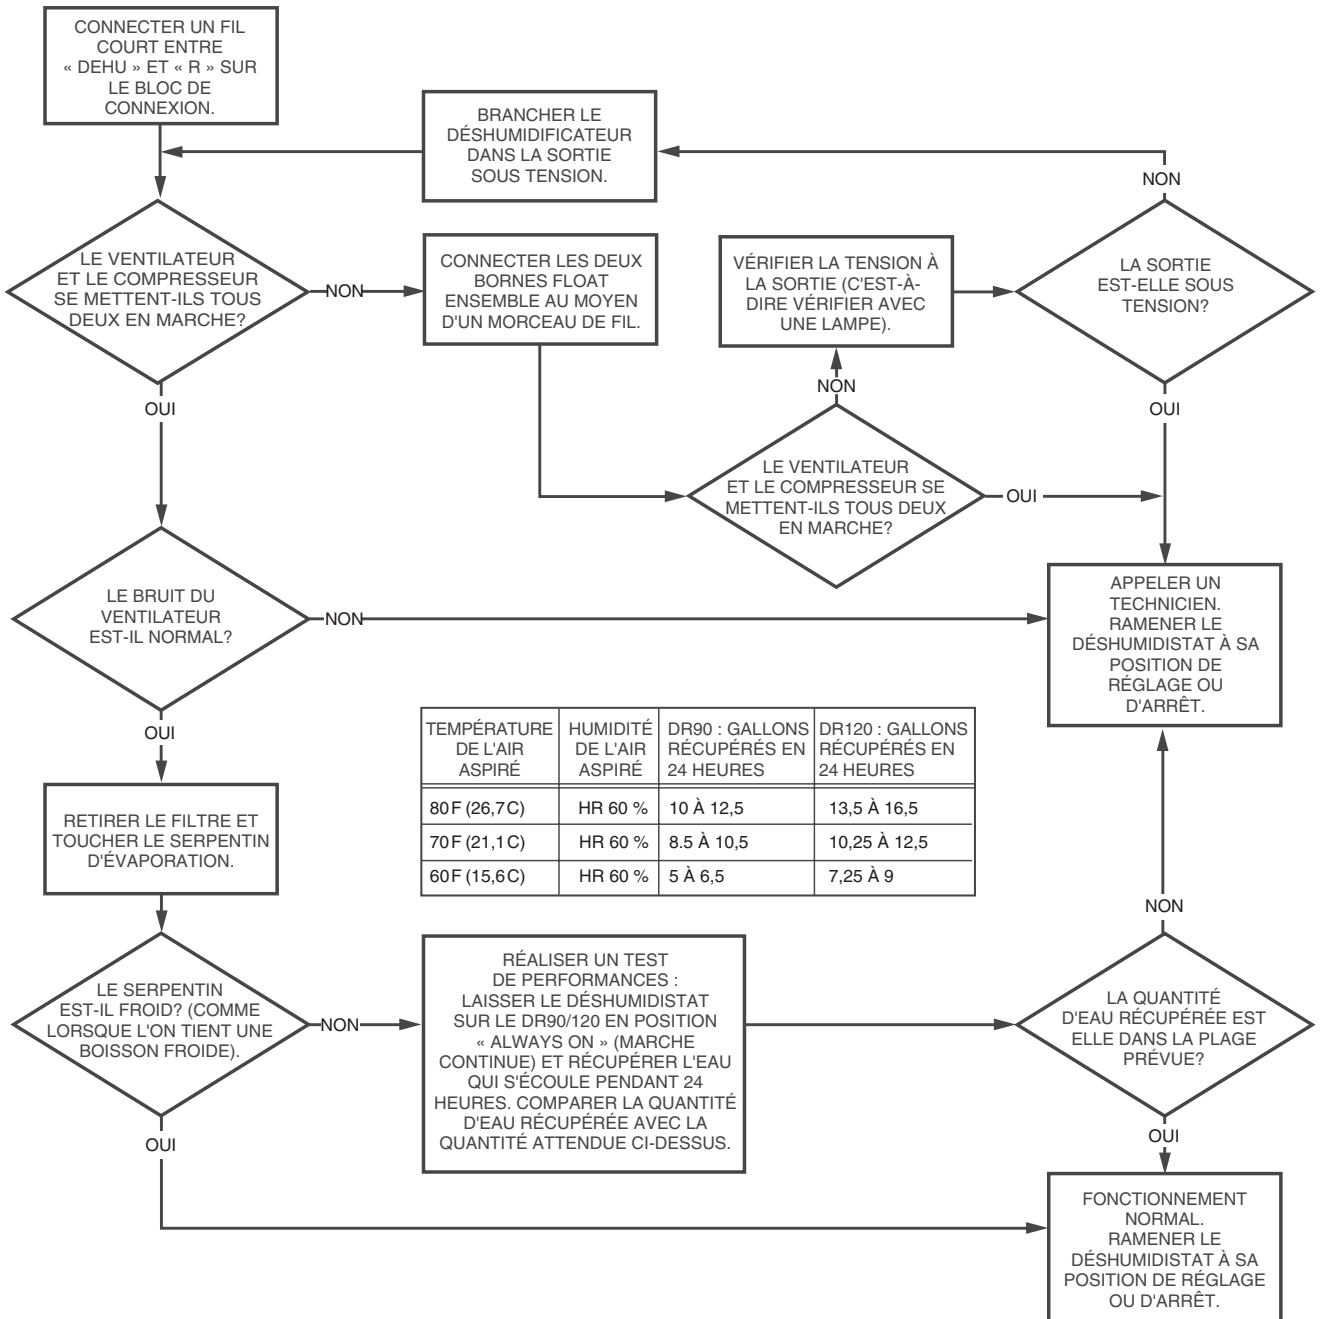 CONNECTER UN FIL
COURT ENTRE
« DEHU » ET « R » SUR
LE BLOC DE
CONNEXION.
BRANCHER LE
DÉSHUMIDIFICATEUR
DANS LA SORTIE
SOUS TENSION.
NON
LE VENTILATEUR
ET LE COMPRESSEUR
SE METTENT-ILS TOUS
DEUX EN MARCHE?
NON
CONNECTER LES DEUX
BORNES FLOAT
ENSEMBLE AU MOYEN
D'UN MORCEAU DE FIL.
VÉRIFIER LA TENSION À
LA SORTIE (C'EST-À-
DIRE VÉRIFIER AVEC
UNE LAMPE).
LA SORTIE
EST-ELLE SOUS
TENSION?
OUI
NON
OUI
LE VENTILATEUR
ET LE COMPRESSEUR SE
METTENT-ILS TOUS DEUX
EN MARCHE?
OUI
LE BRUIT DU
VENTILATEUR
EST-IL NORMAL?
NON
APPELER UN
TECHNICIEN.
RAMENER LE
DÉSHUMIDISTAT À SA
POSITION DE
RÉGLAGE OU
D'ARRÊT.
OUI
TEMPÉRATURE
DE L'AIR
ASPIRÉ
HUMIDITÉ
DE L'AIR
ASPIRÉ
DR90 : GALLONS
RÉCUPÉRÉS EN
24 HEURES
DR120 : GALLONS
RÉCUPÉRÉS EN
24 HEURES
80 F (26,7 C) HR 60 % 10 À 12,5 13,5 À 16,5
70 F (21,1 C) HR 60 % 8.5 À 10,5 10,25 À 12,5
60 F (15,6 C) HR 60 % 5 À 6,5 7,25 À 9
RETIRER LE FILTRE ET
TOUCHER LE SERPENTIN
D'ÉVAPORATION.
NON
LE SERPENTIN
EST-IL FROID? (COMME
LORSQUE L'ON TIENT UNE
BOISSON FROIDE).
NON
RÉALISER UN TEST
DE PERFORMANCES :
LAISSER LE DÉSHUMIDISTAT
SUR LE DR90/120 EN POSITION
« ALWAYS ON » (MARCHE
CONTINUE) ET RÉCUPÉRER L'EAU
QUI S'ÉCOULE PENDANT 24
HEURES. COMPARER LA QUANTITÉ
D'EAU RÉCUPÉRÉE AVEC LA
QUANTITÉ ATTENDUE CI-DESSUS.
LA QUANTITÉ
D'EAU RÉCUPÉRÉE EST
ELLE DANS LA PLAGE
PRÉVUE?
OUI
OUI
FONCTIONNEMENT
NORMAL.
RAMENER LE
DÉSHUMIDISTAT À SA
POSITION DE RÉGLAGE
OU D'ARRÊT.